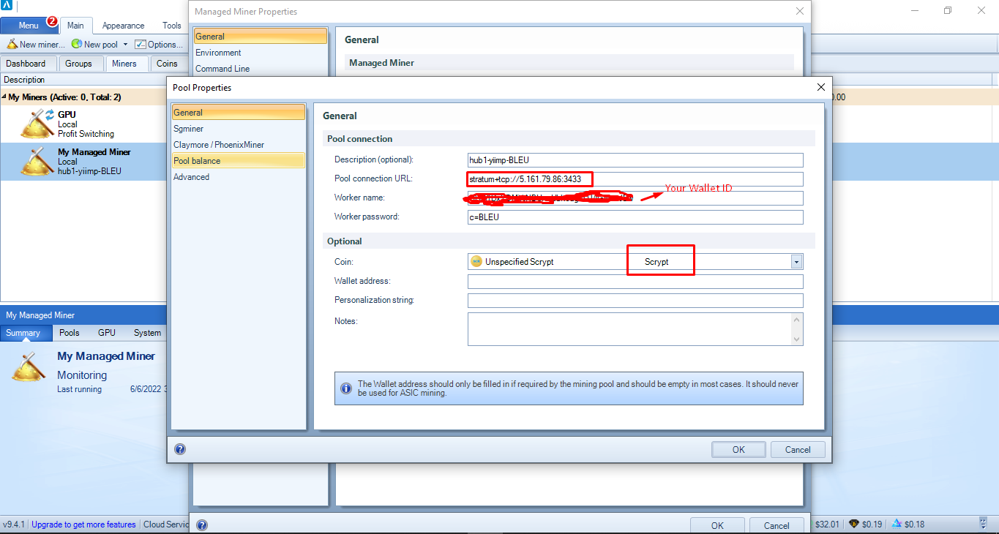 Managed Miner Properties
Menu 2 Main Appearance Tools
New miner... New pool Options...
Dashboard Groups Miners Coins
Description
My Miners (Active: 0, Total: 2)
GPU
Local
Profit Switching
My Managed Miner
Local
hub1-yiimp-BLEU
General
Environment
Command Line
General
Managed Miner
0.00
Pool Properties
General
Sgminer
Claymore / PhoenixMiner
Pool balance
Advanced
General
Pool connection
Description (optional): hub1-yiimp-BLEU
Pool connection URL: stratum+tcp://5.161.79.86:3433
Worker name: Your Wallet ID
Worker password: c=BLEU
Optional
Coin: Unspecified Scrypt Scrypt
Wallet address:
Personalization string:
Notes:
The Wallet address should only be filled in if required by the mining pool and should be empty in most cases. It should never
be used for ASIC mining.
OK Cancel
My Managed Miner
Summary Pools GPU System
My Managed Miner
Monitoring
Last running 6/6/2022
OK Cancel
v9.4.1 Upgrade to get more features Cloud Servic $32.01 $0.19 $0.18